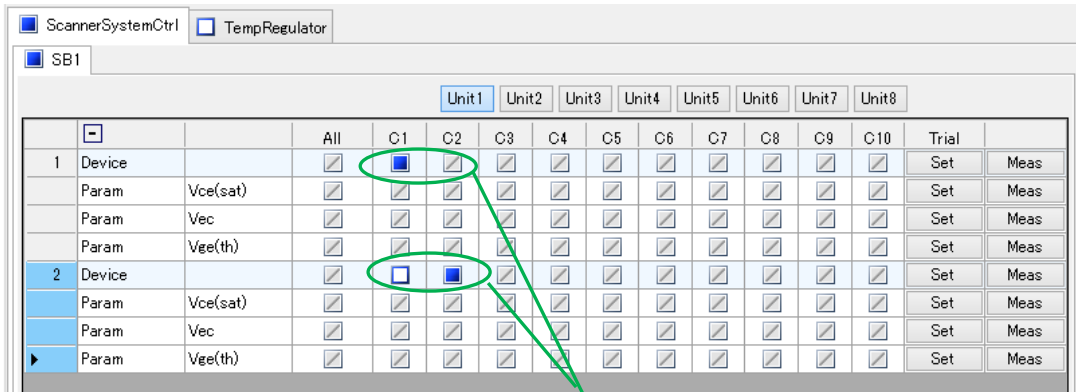 ScannerSystemCtrl TempRegulator
SB1
Unit1 Unit2 Unit3 Unit4 Unit5 Unit6 Unit7 Unit8
All C1 C2 C3 C4 C5 C6 C7 C8 C9 C10 Trial
1 Device Set Meas
Param Vce(sat) Set Meas
Param Vec Set Meas
Param Vge(th) Set Meas
2 Device Set Meas
Param Vce(sat) Set Meas
Param Vec Set Meas
Param Vge(th) Set Meas